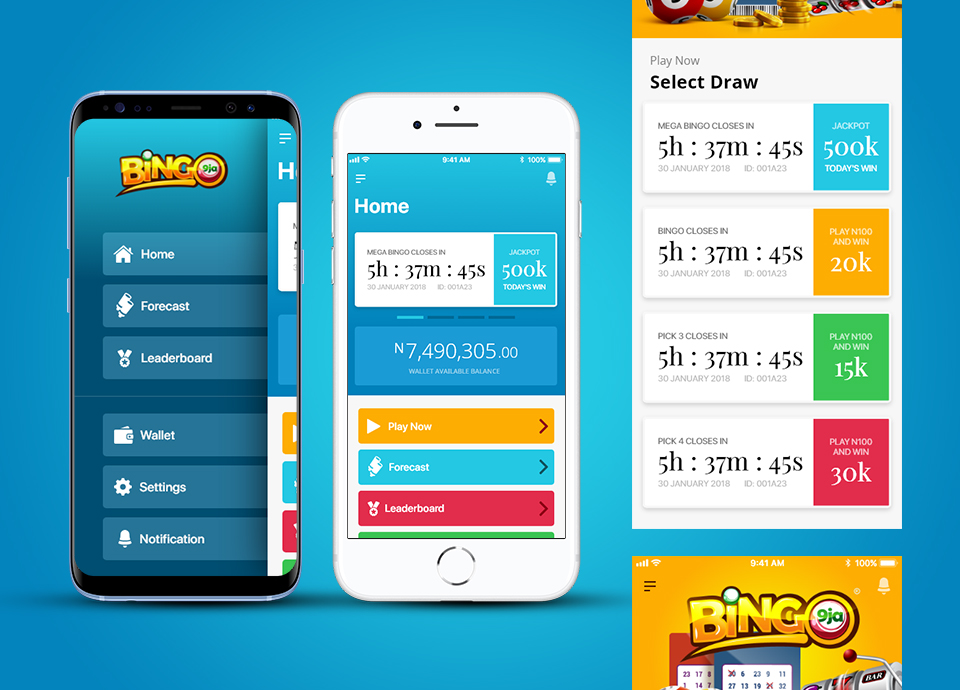 BINGO
9ja
Home
Forecast
Leaderboard
Wallet
Settings
Notification
9:41 AM
100%
Home
MEGA BINGO CLOSES IN
5h : 37m : 45s
30 JANUARY 2018 ID: 001A23
JACKPOT
500k
TODAY'S WIN
N7,490,305.00
WALLET AVAILABLE BALANCE
Play Now
Forecast
Leaderboard
Play Now
Select Draw
MEGA BINGO CLOSES IN
5h : 37m : 45s
30 JANUARY 2018 ID: 001A23
JACKPOT
500k
TODAY'S WIN
BINGO CLOSES IN
5h : 37m : 45s
30 JANUARY 2018 ID: 001A23
PLAY N100
AND WIN
20k
PICK 3 CLOSES IN
5h : 37m : 45s
30 JANUARY 2018 ID: 001A23
PLAY N100
AND WIN
15k
PICK 4 CLOSES IN
5h : 37m : 45s
30 JANUARY 2018 ID: 001A23
PLAY N100
AND WIN
30k
9:41 AM
100%
BINGO
9ja
®
BAR